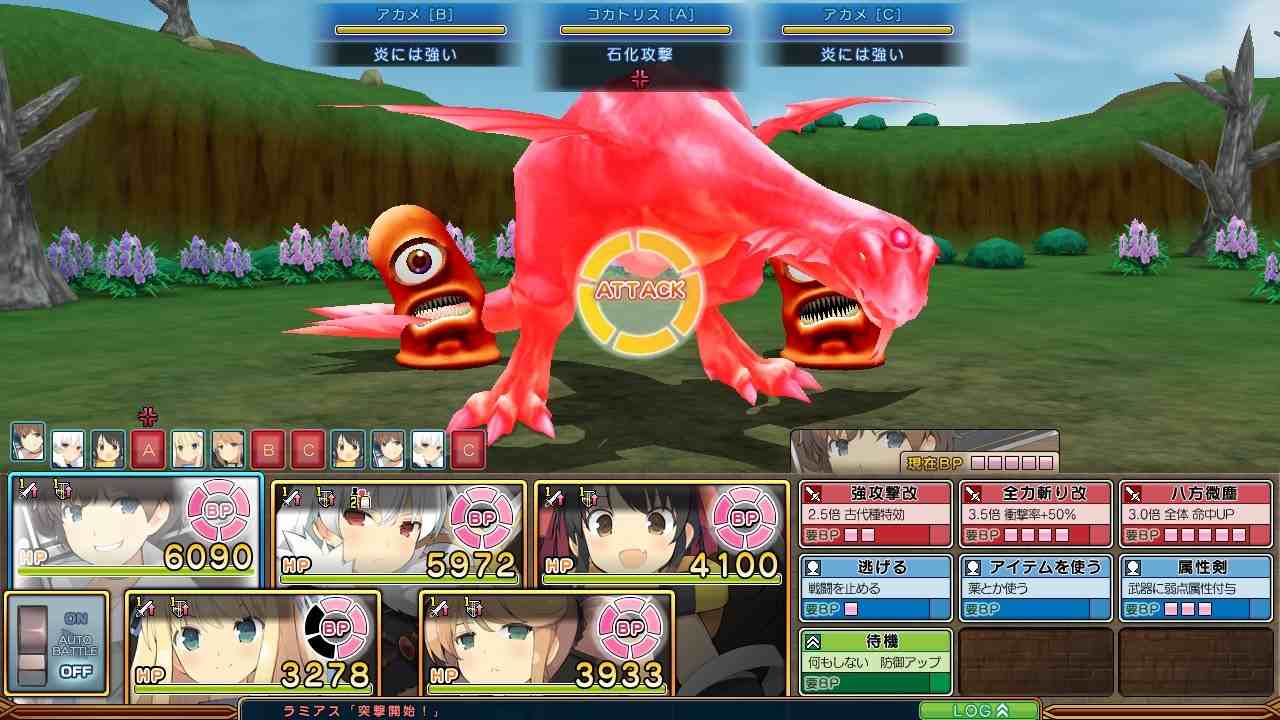 アカメ [B]
コカトリス [A]
アカメ [C]
炎には強い
石化攻撃
炎には強い
ATTACK
A
B
C
C
現在BP
BP
HP
6090
BP
HP
5972
BP
HP
4100
ON
AUTO
BATTLE
OFF
BP
HP
3278
BP
HP
3933
強攻撃改
2.5倍 古代種特効
要BP
全力斬り改
3.5倍 衝撃率+50%
要BP
八方微塵
3.0倍 全体 命中UP
要BP
逃げる
戦闘を止める
要BP
アイテムを使う
薬とか使う
要BP
属性剣
武器に弱点属性付与
要BP
待機
何もしない 防御アップ
要BP
ラミアス「突撃開始!」
LOG